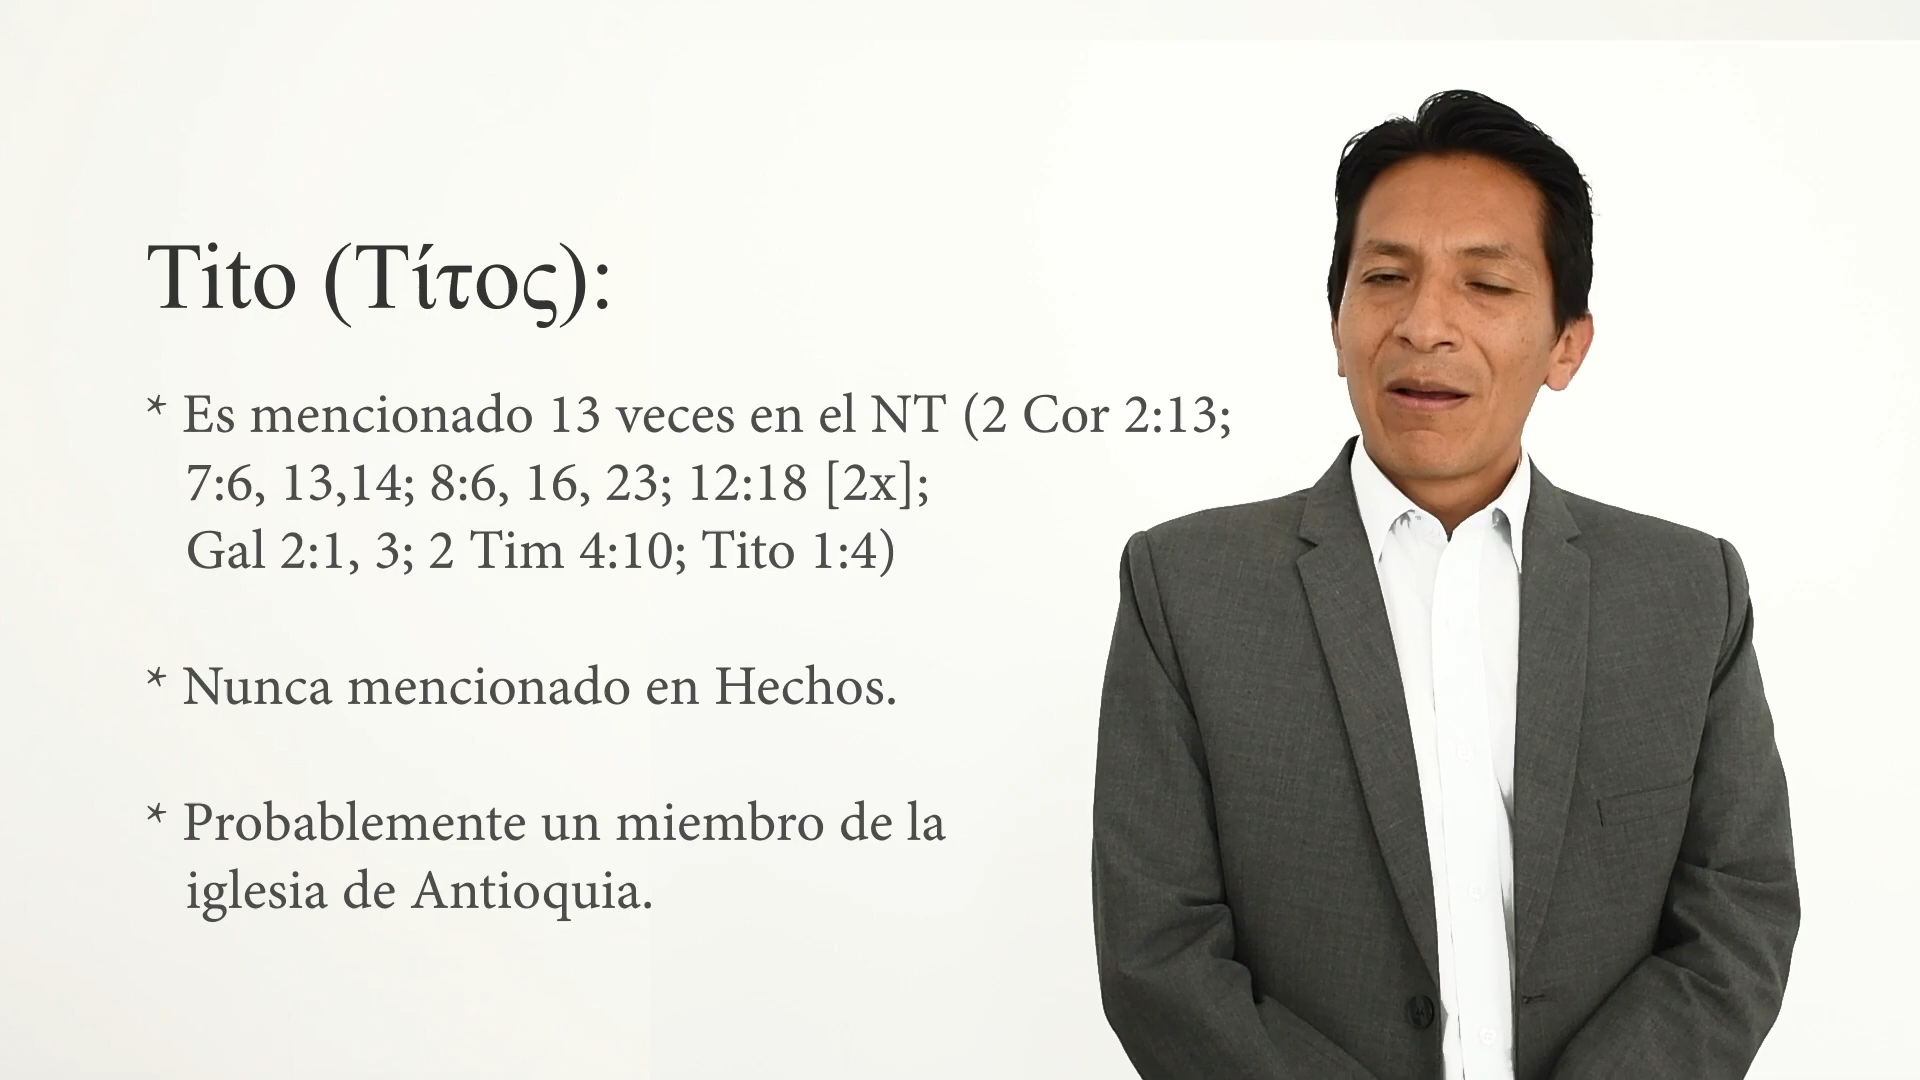 Tito (Τίτος):
* Es mencionado 13 veces en el NT (2 Cor 2:13;
7:6, 13,14; 8:6, 16, 23; 12:18 [2x];
Gal 2:1, 3; 2 Tim 4:10; Tito 1:4)
* Nunca mencionado en Hechos.
* Probablemente un miembro de la
iglesia de Antioquia.